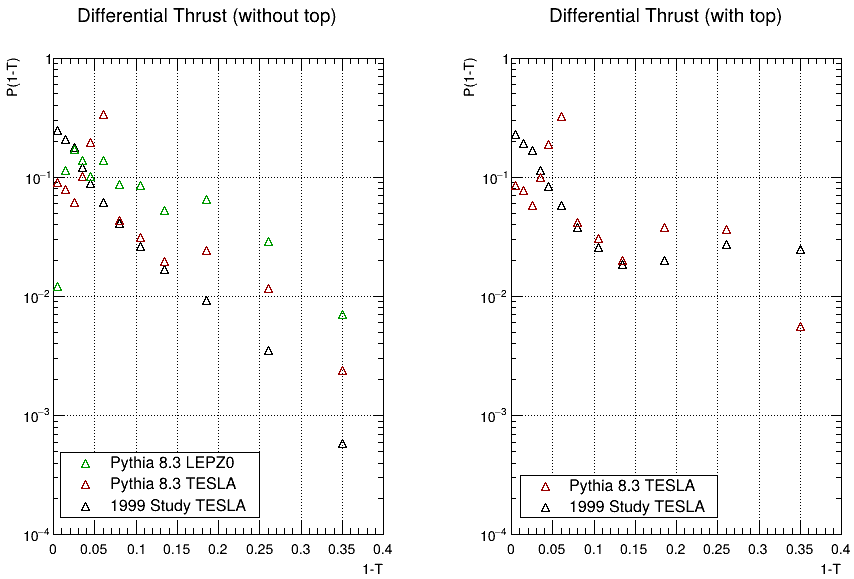 Differential Thrust (without top)
P(1-T)
1
10⁻¹
10⁻²
10⁻³
10⁻⁴
Pythia 8.3 LEPZ0
Pythia 8.3 TESLA
1999 Study TESLA
0 0.05 0.1 0.15 0.2 0.25 0.3 0.35 0.4
1-T
Differential Thrust (with top)
P(1-T)
1
10⁻¹
10⁻²
10⁻³
10⁻⁴
Pythia 8.3 TESLA
1999 Study TESLA
0 0.05 0.1 0.15 0.2 0.25 0.3 0.35 0.4
1-T